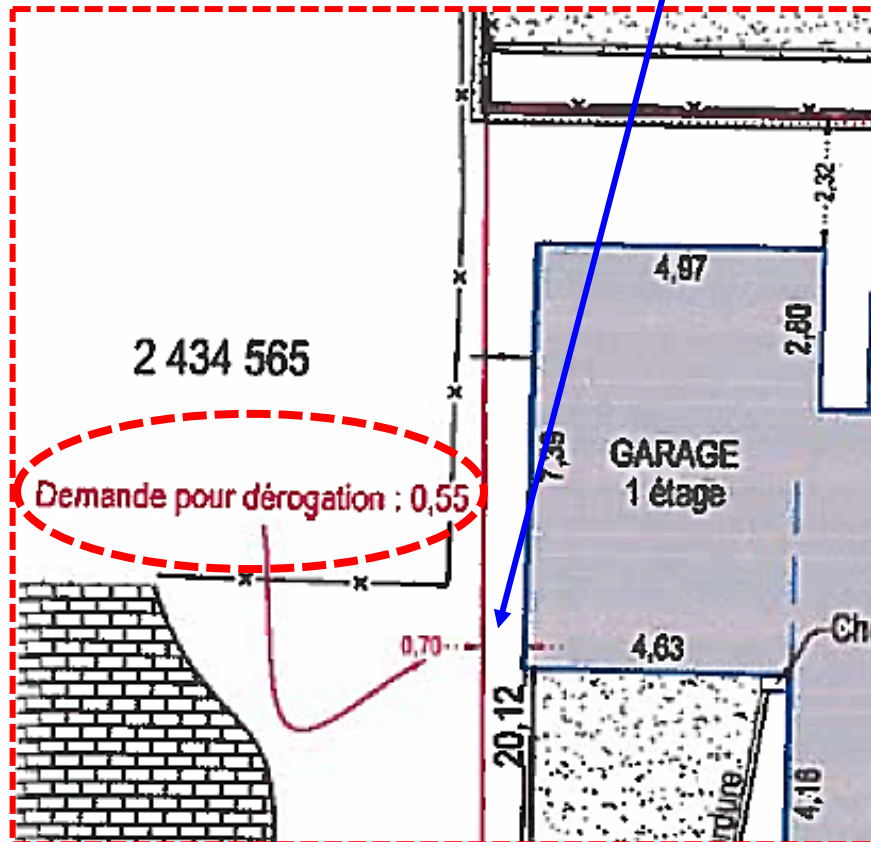 2,32
4,97
2,80
2 434 565
7,39
GARAGE
1 étage
Demande pour dérogation : 0,55
0,70
4,63
Ch
20,12
4,16